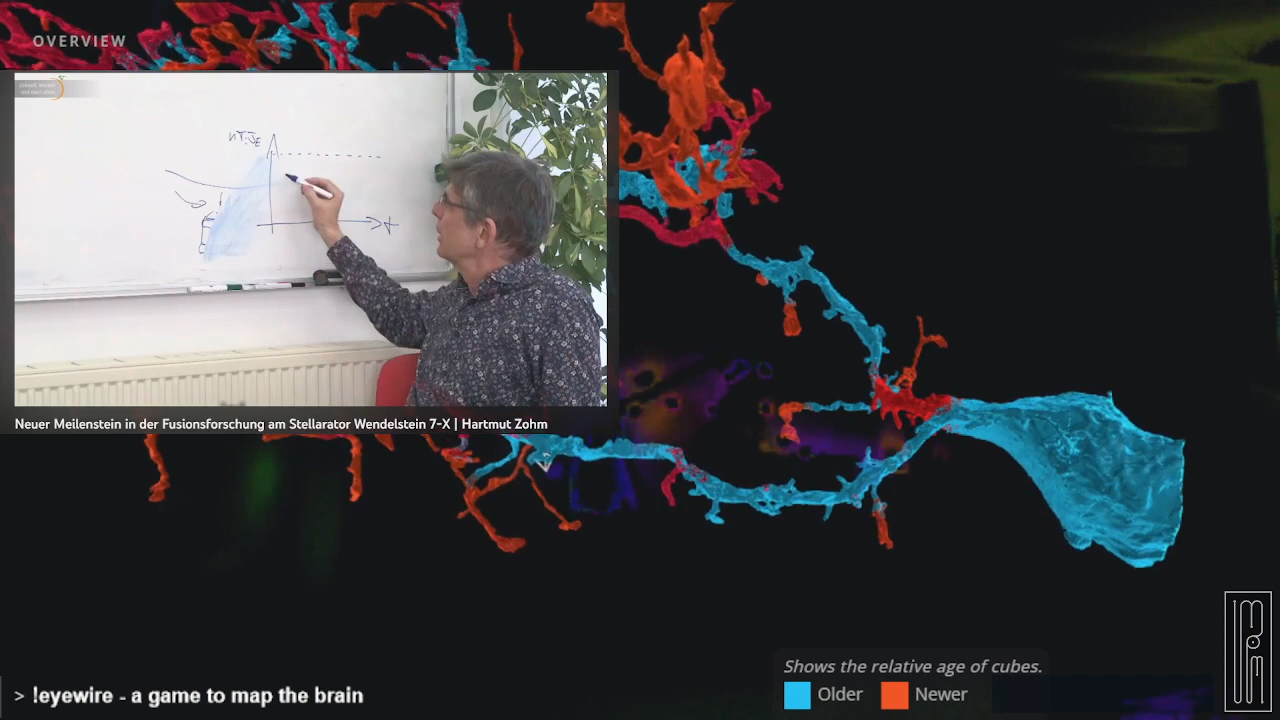 OVERVIEW
Neuer Meilenstein in der Fusionsforschung am Stellarator Wendelstein 7-X | Hartmut Zohm
Shows the relative age of cubes.
Older
Newer
> !eyewire - a game to map the brain